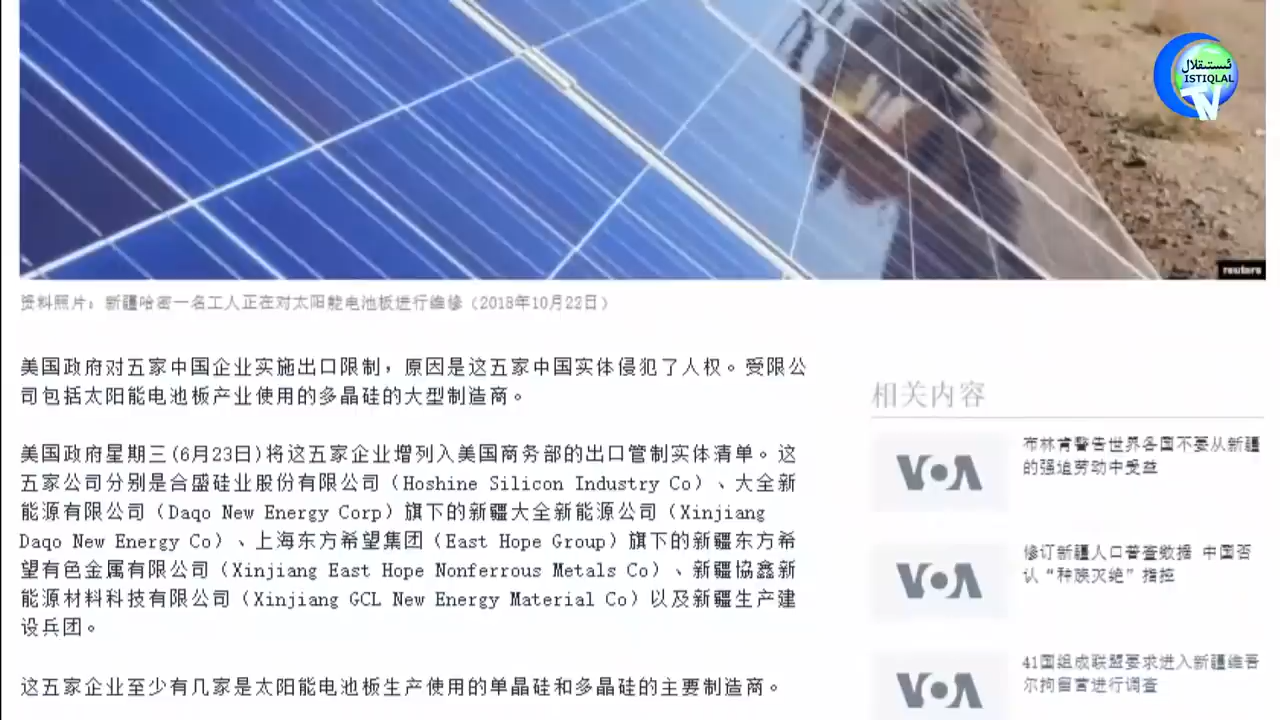 ئىستىقلال
ISTIQLAL
TV
reuters
资料照片：新疆哈密一名工人正在对太阳能电池板进行维修（2018年10月22日）
美国政府对五家中国企业实施出口限制，原因是这五家中国实体侵犯了人权。受限公
司包括太阳能电池板产业使用的多晶硅的大型制造商。
美国政府星期三(6月23日)将这五家企业增列入美国商务部的出口管制实体清单。这
五家公司分别是合盛硅业股份有限公司（Hoshine Silicon Industry Co）、大全新
能源有限公司（Daqo New Energy Corp）旗下的新疆大全新能源公司（Xinjiang
Daqo New Energy Co）、上海东方希望集团（East Hope Group）旗下的新疆东方希
望有色金属有限公司（Xinjiang East Hope Nonferrous Metals Co）、新疆協鑫新
能源材料科技有限公司（Xinjiang GCL New Energy Material Co）以及新疆生产建
设兵团。
这五家企业至少有几家是太阳能电池板生产使用的单晶硅和多晶硅的主要制造商。
相关内容
VOA
布林肯警告世界各国不要从新疆
的强迫劳动中受益
VOA
修订新疆人口普查数据 中国否
认“种族灭绝”指控
VOA
41国组成联盟要求进入新疆维吾
尔拘留营进行调查